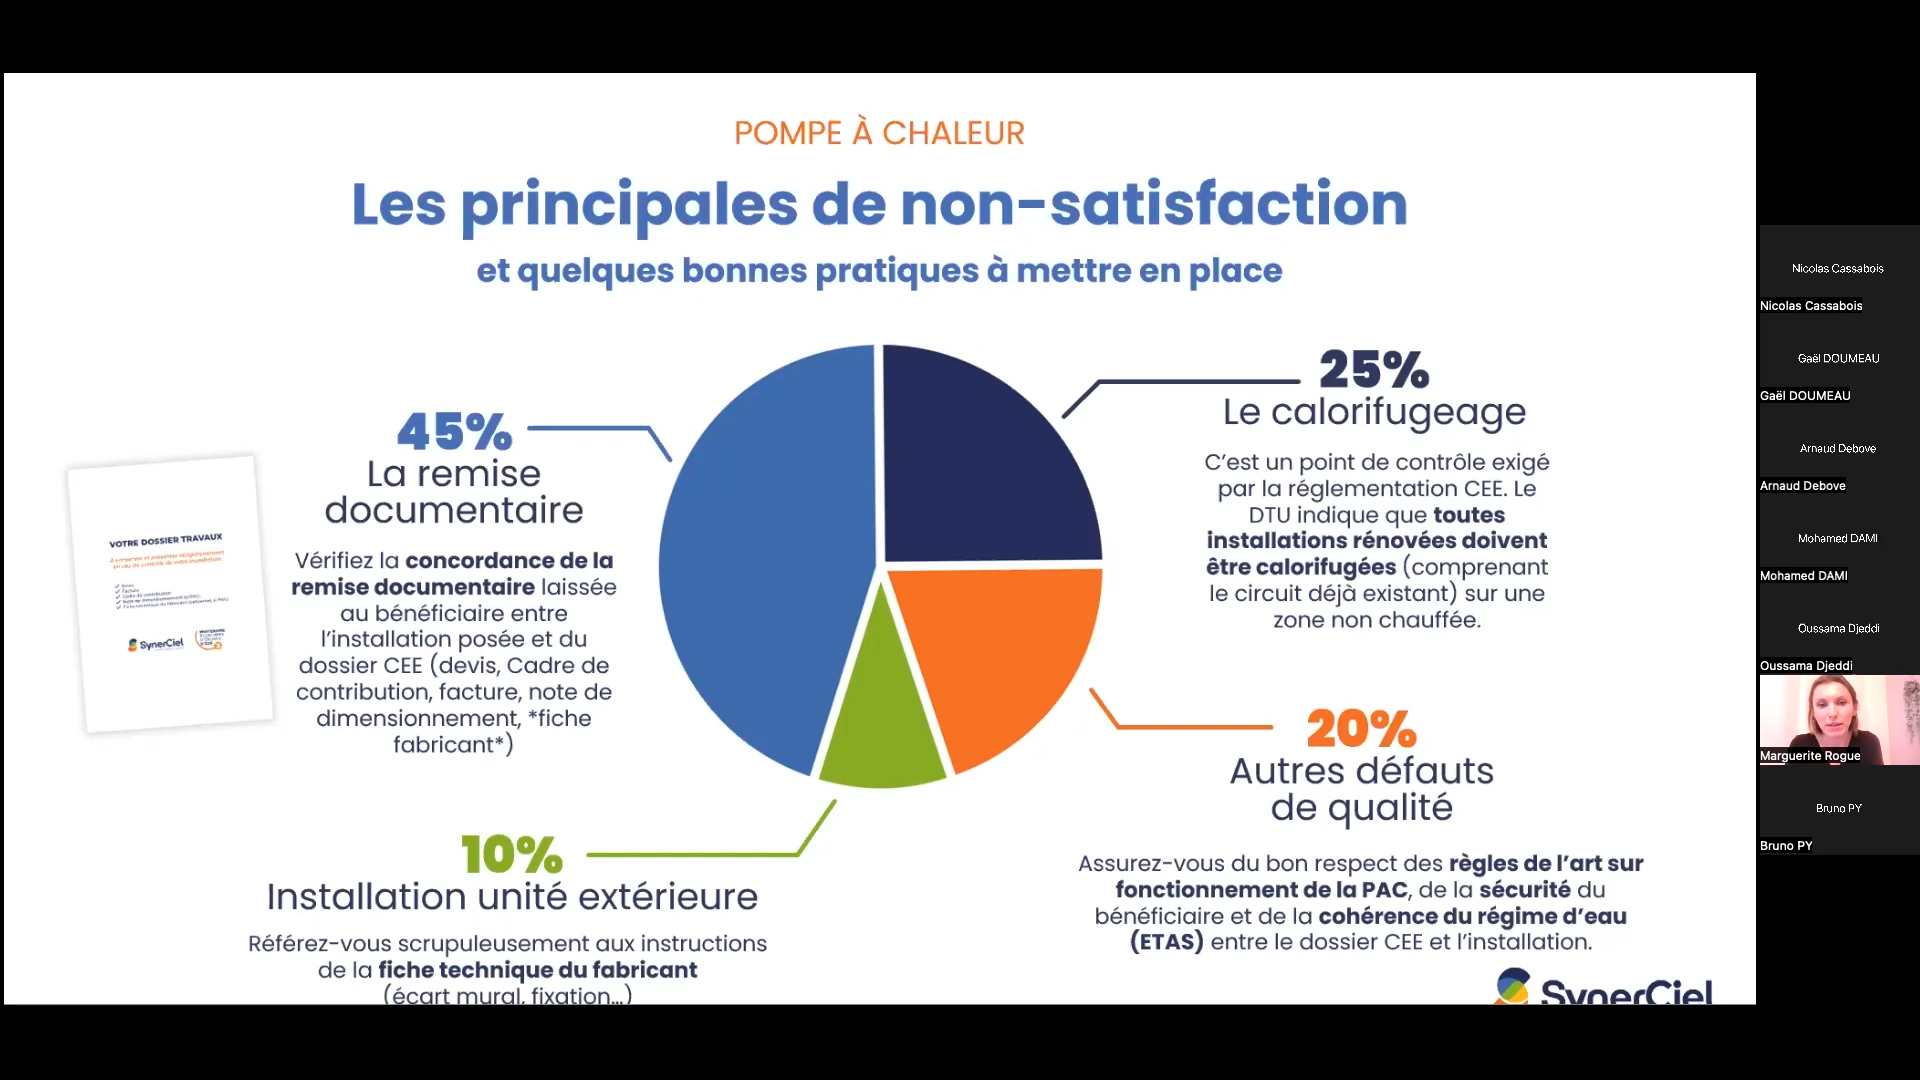 POMPE À CHALEUR
Les principales de non-satisfaction
et quelques bonnes pratiques à mettre en place
45%
La remise
documentaire
Vérifiez la concordance de la
remise documentaire laissée
au bénéficiaire entre
l'installation posée et du
dossier CEE (devis, Cadre de
contribution, facture, note de
dimensionnement, *fiche
fabricant*)
VOTRE DOSSIER TRAVAUX
SynerCiel
25%
Le calorifugeage
C'est un point de contrôle exigé
par la réglementation CEE. Le
DTU indique que toutes
installations rénovées doivent
être calorifugées (comprenant
le circuit déjà existant) sur une
zone non chauffée.
20%
Autres défauts
de qualité
Assurez-vous du bon respect des règles de l'art sur
fonctionnement de la PAC, de la sécurité du
bénéficiaire et de la cohérence du régime d'eau
(ETAS) entre le dossier CEE et l'installation.
10%
Installation unité extérieure
Référez-vous scrupuleusement aux instructions
de la fiche technique du fabricant
(écart mural, fixation...)
SynerCiel
Nicolas Cassabois
Nicolas Cassabois
Gaël DOUMEAU
Gaël DOUMEAU
Arnaud Debove
Arnaud Debove
Mohamed DAMI
Mohamed DAMI
Oussama Djeddi
Oussama Djeddi
Marguerite Rogue
Bruno PY
Bruno PY